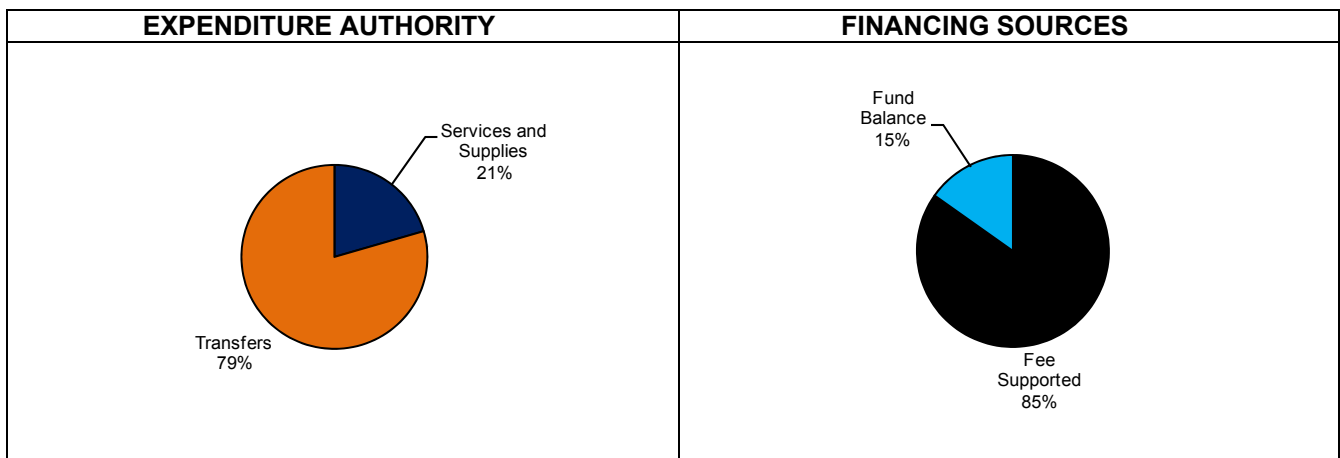 EXPENDITURE AUTHORITY
Services and
Supplies
21%
Transfers
79%
FINANCING SOURCES
Fund
Balance
15%
Fee
Supported
85%